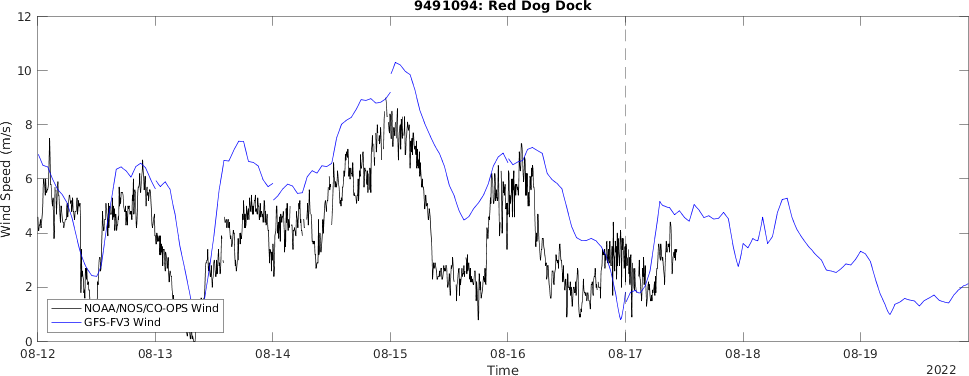 9491094: Red Dog Dock
12
10
8
6
4
2
0
Wind Speed (m/s)
NOAA/NOS/CO-OPS Wind
GFS-FV3 Wind
08-12 08-13 08-14 08-15 08-16 08-17 08-18 08-19
Time
2022